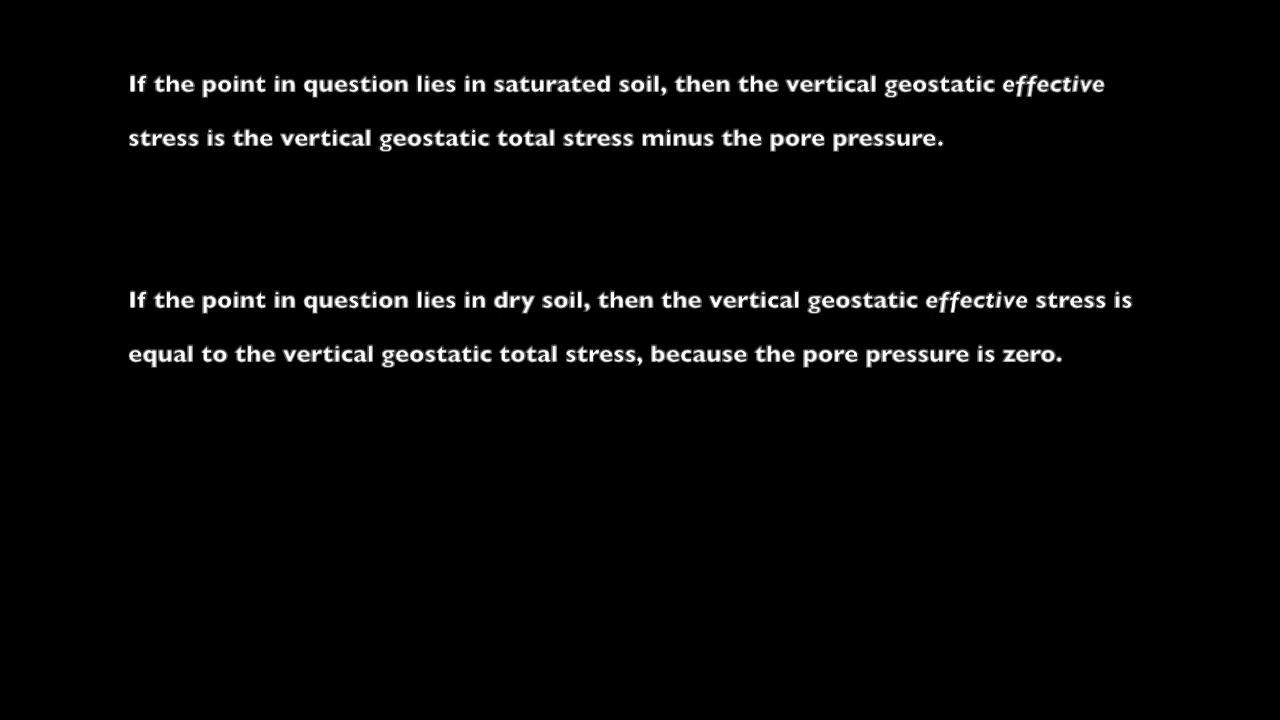 If the point in question lies in saturated soil, then the vertical geostatic effective
stress is the vertical geostatic total stress minus the pore pressure.
If the point in question lies in dry soil, then the vertical geostatic effective stress is
equal to the vertical geostatic total stress, because the pore pressure is zero.